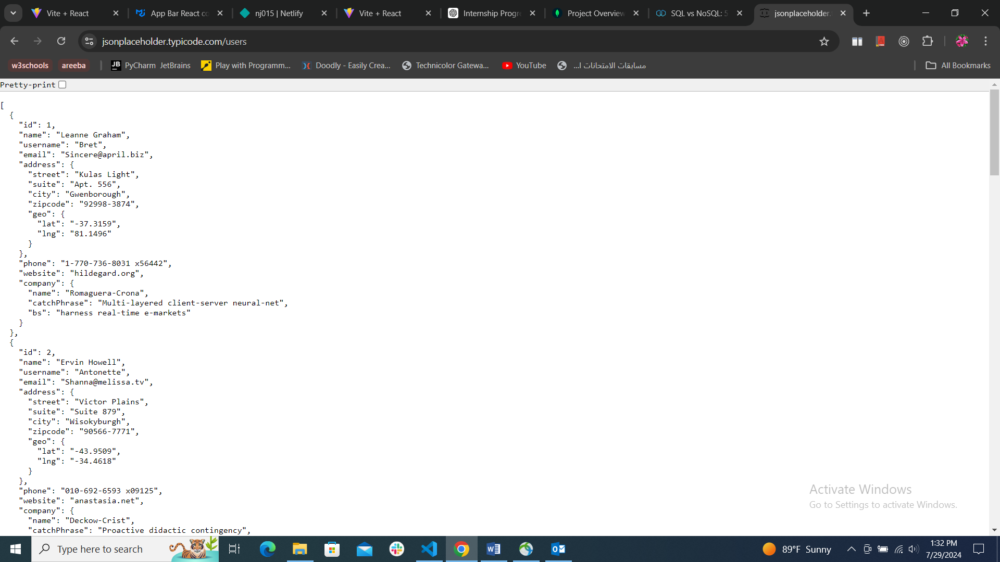 Vite + React
App Bar React co
nj015 | Netlify
Vite + React
Internship Progre
Project Overview
SQL vs NoSQL: 5
jsonplaceholder.
jsonplaceholder.typicode.com/users
w3schools
areeba
PyCharm JetBrains
Play with Programm...
Doodly - Easily Crea...
Technicolor Gatewa...
YouTube
مسابقات الامتحانات ا...
All Bookmarks
Pretty-print
[
{
"id": 1,
"name": "Leanne Graham",
"username": "Bret",
"email": "Sincere@april.biz",
"address": {
"street": "Kulas Light",
"suite": "Apt. 556",
"city": "Gwenborough",
"zipcode": "92998-3874",
"geo": {
"lat": "-37.3159",
"lng": "81.1496"
}
},
"phone": "1-770-736-8031 x56442",
"website": "hildegard.org",
"company": {
"name": "Romaguera-Crona",
"catchPhrase": "Multi-layered client-server neural-net",
"bs": "harness real-time e-markets"
}
},
{
"id": 2,
"name": "Ervin Howell",
"username": "Antonette",
"email": "Shanna@melissa.tv",
"address": {
"street": "Victor Plains",
"suite": "Suite 879",
"city": "Wisokyburgh",
"zipcode": "90566-7771",
"geo": {
"lat": "-43.9509",
"lng": "-34.4618"
}
},
"phone": "010-692-6593 x09125",
"website": "anastasia.net",
"company": {
"name": "Deckow-Crist",
"catchPhrase": "Proactive didactic contingency",
Activate Windows
Go to Settings to activate Windows.
Type here to search
89°F Sunny
1:32 PM
7/29/2024